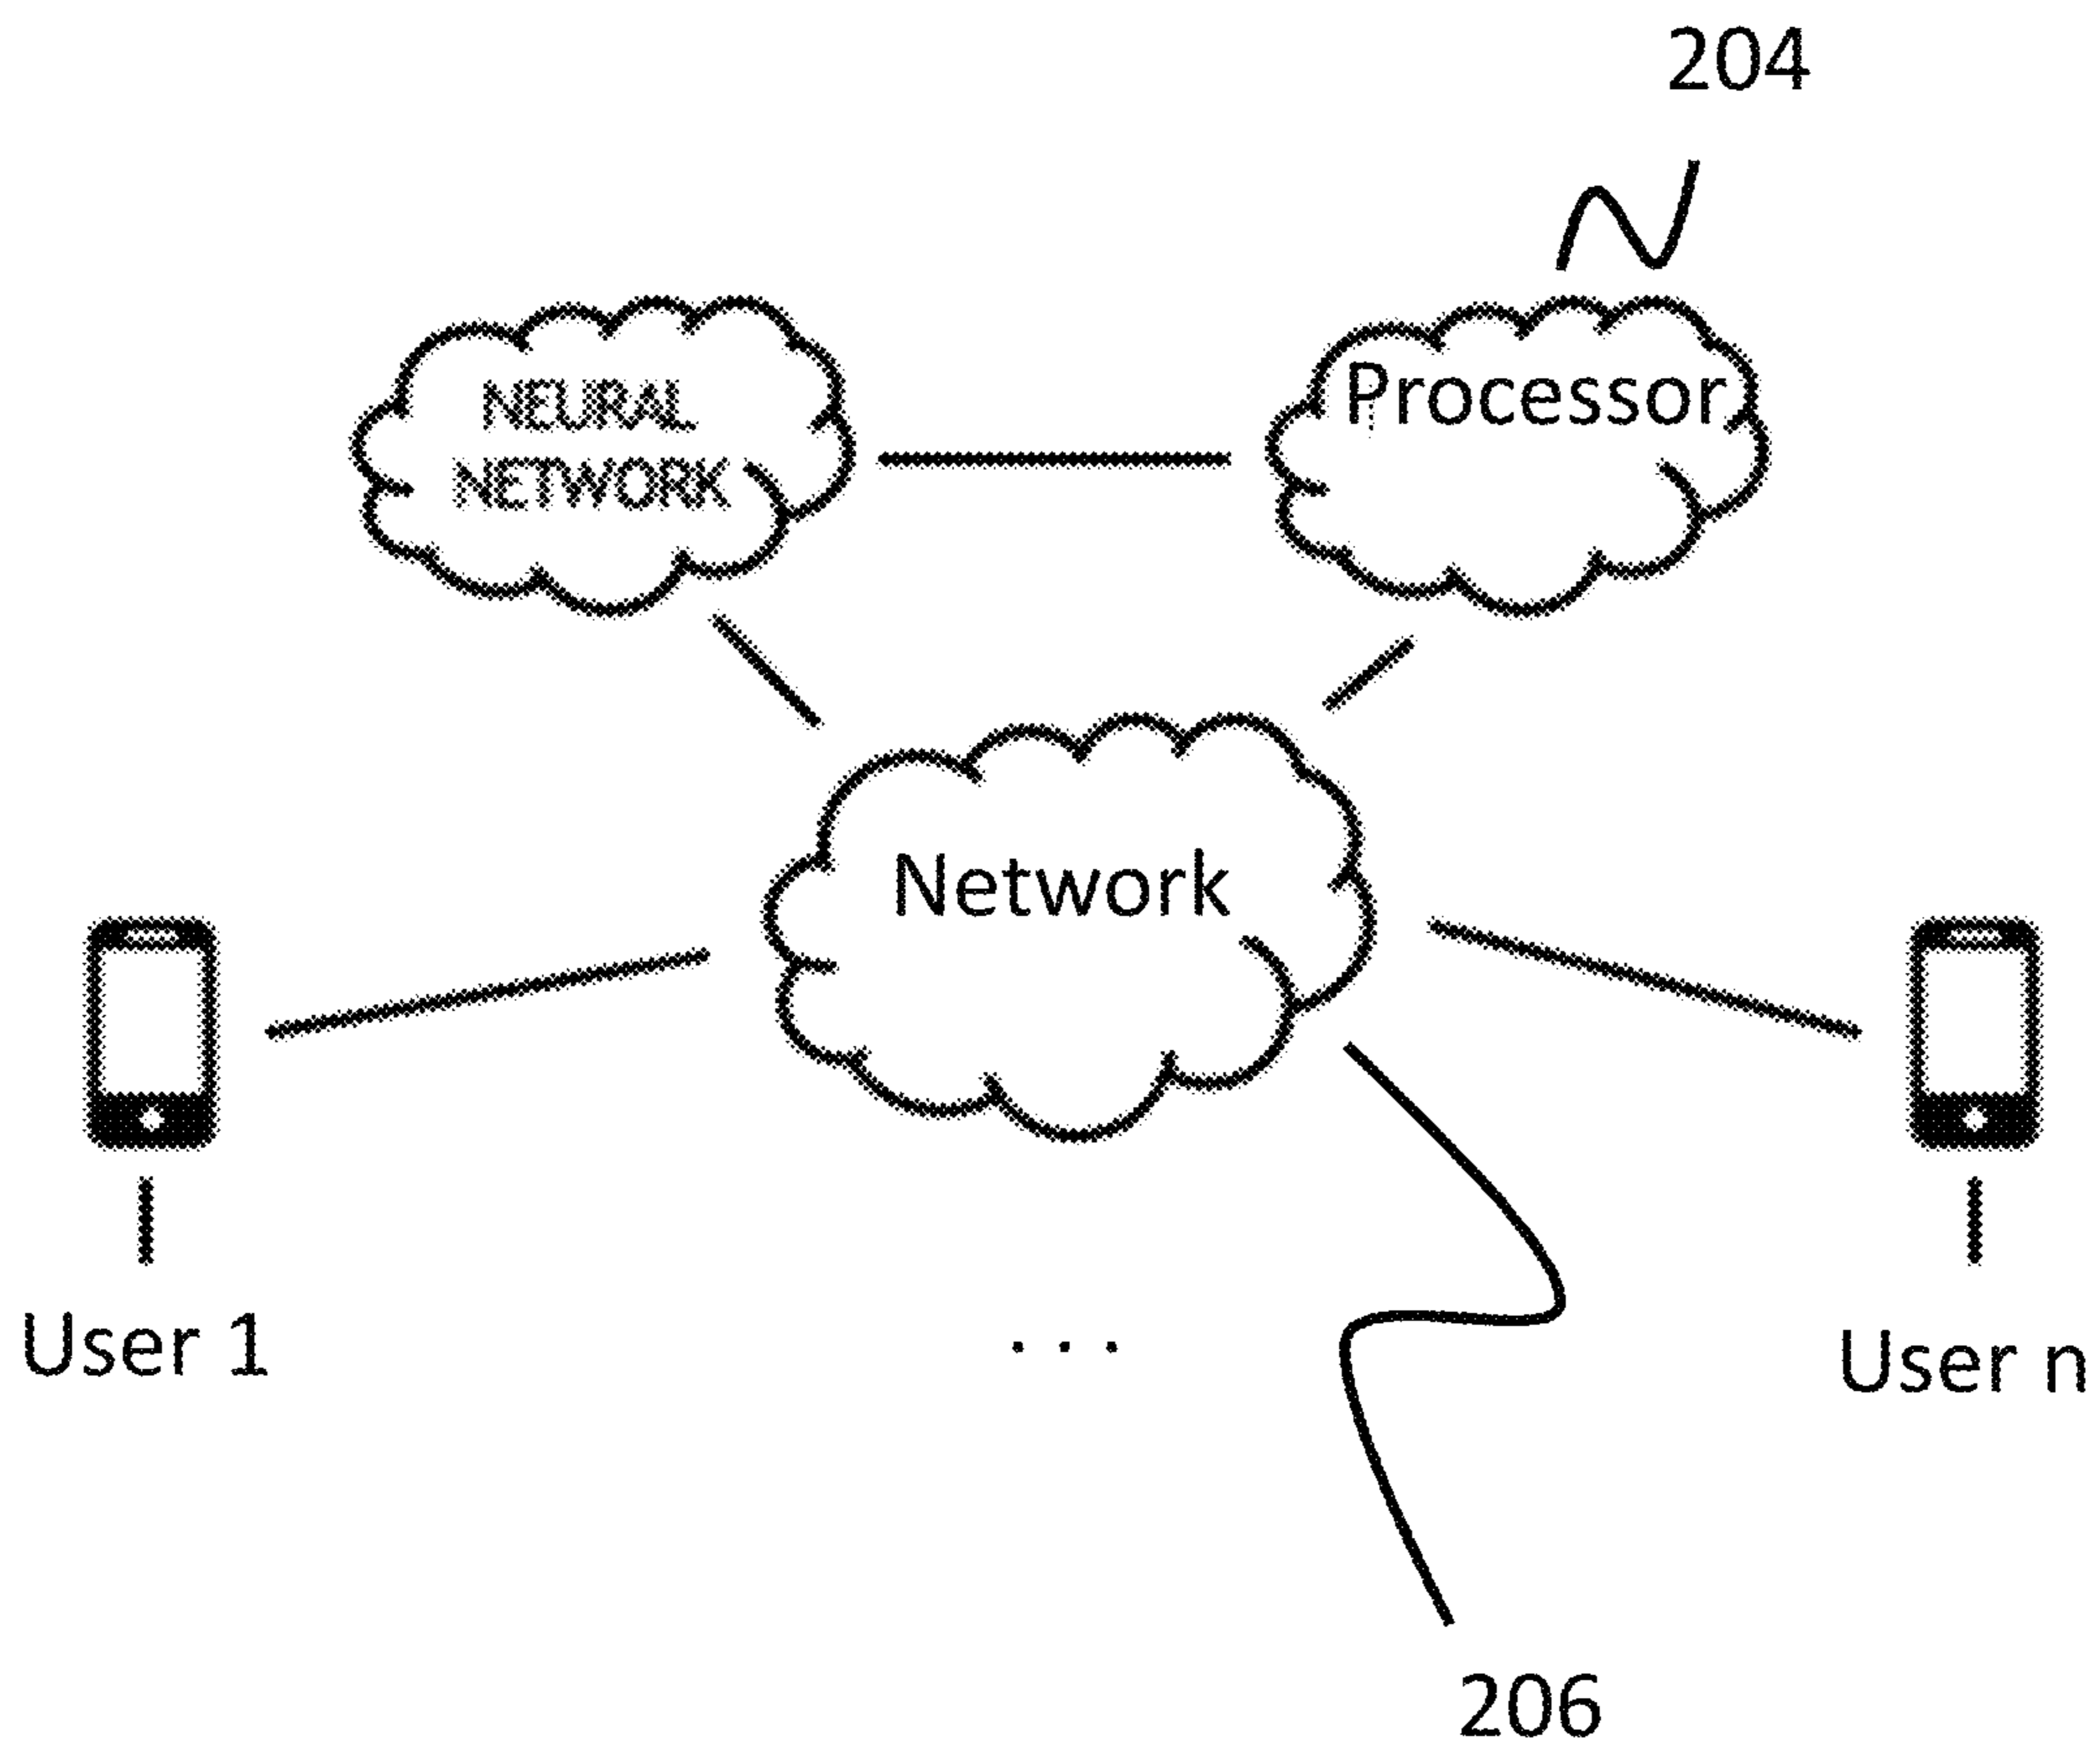 204
NEURAL
NETWORK
Processor
Network
User 1
. . .
User n
206